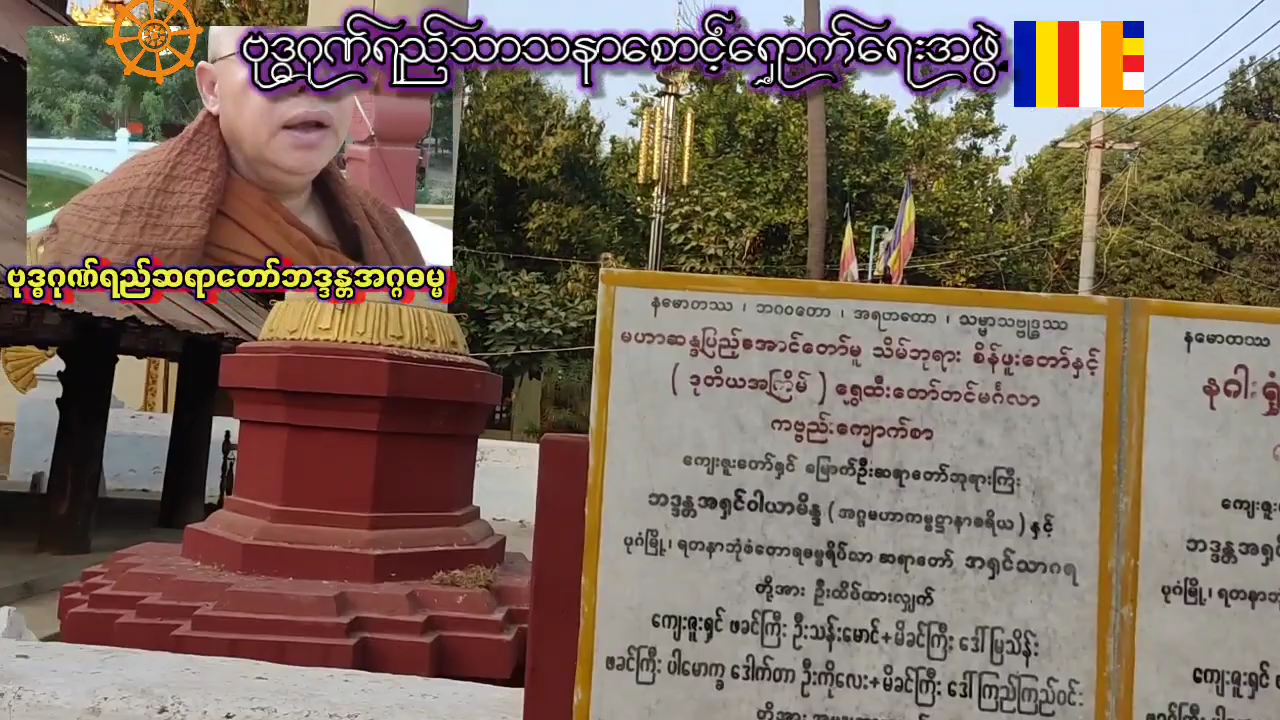 ဗုဒ္ဓဂုဏ်ရည်သာသနာစောင့်ရှောက်ရေးအဖွဲ့
ဗုဒ္ဓဂုဏ်ရည်ဆရာတော်ဘဒ္ဒန္တအဂ္ဂဓမ္မ
နမောတဿ ၊ ဘဂဝတော ၊ အရဟတော ၊ သမ္မာသမ္ဗုဒ္ဓဿ
မဟာဆန္ဒပြည့်အောင်တော်မူ သိမ်ဘုရား စိန်ဖူးတော်နှင့်
( ဒုတိယအကြိမ် ) ရွှေထီးတော်တင်မင်္ဂလာ
ကမ္ဗည်းကျောက်စာ
ကျေးဇူးတော်ရှင် မြောက်ဦးဆရာတော်ဘုရားကြီး
ဘဒ္ဒန္တအရှင်ဝါယာမိန္ဒ ( အဂ္ဂမဟာကမ္မဋ္ဌာနာစရိယ ) နှင့်
ပုဂံမြို့ ၊ ရတနာဘုံစံတောရဓမ္မရိပ်သာ ဆရာတော် အရှင်သာဂရ
တို့အား ဦးထိပ်ထားလျှက်
ကျေးဇူးရှင် ဖခင်ကြီး ဦးသန်းမောင်+မိခင်ကြီး ဒေါ်မြသိန်း
ဖခင်ကြီး ပါမောက္ခ ဒေါက်တာ ဦးကိုလေး+မိခင်ကြီး ဒေါ်ကြည်ကြည်ဝင်း
တို့အား
နမောတဿ
ကျေးဇူး
ဘဒ္ဒန္တအရှင်
ပုဂံမြို့ ၊ ရတနာဘုံ
ကျေးဇူးရှင်